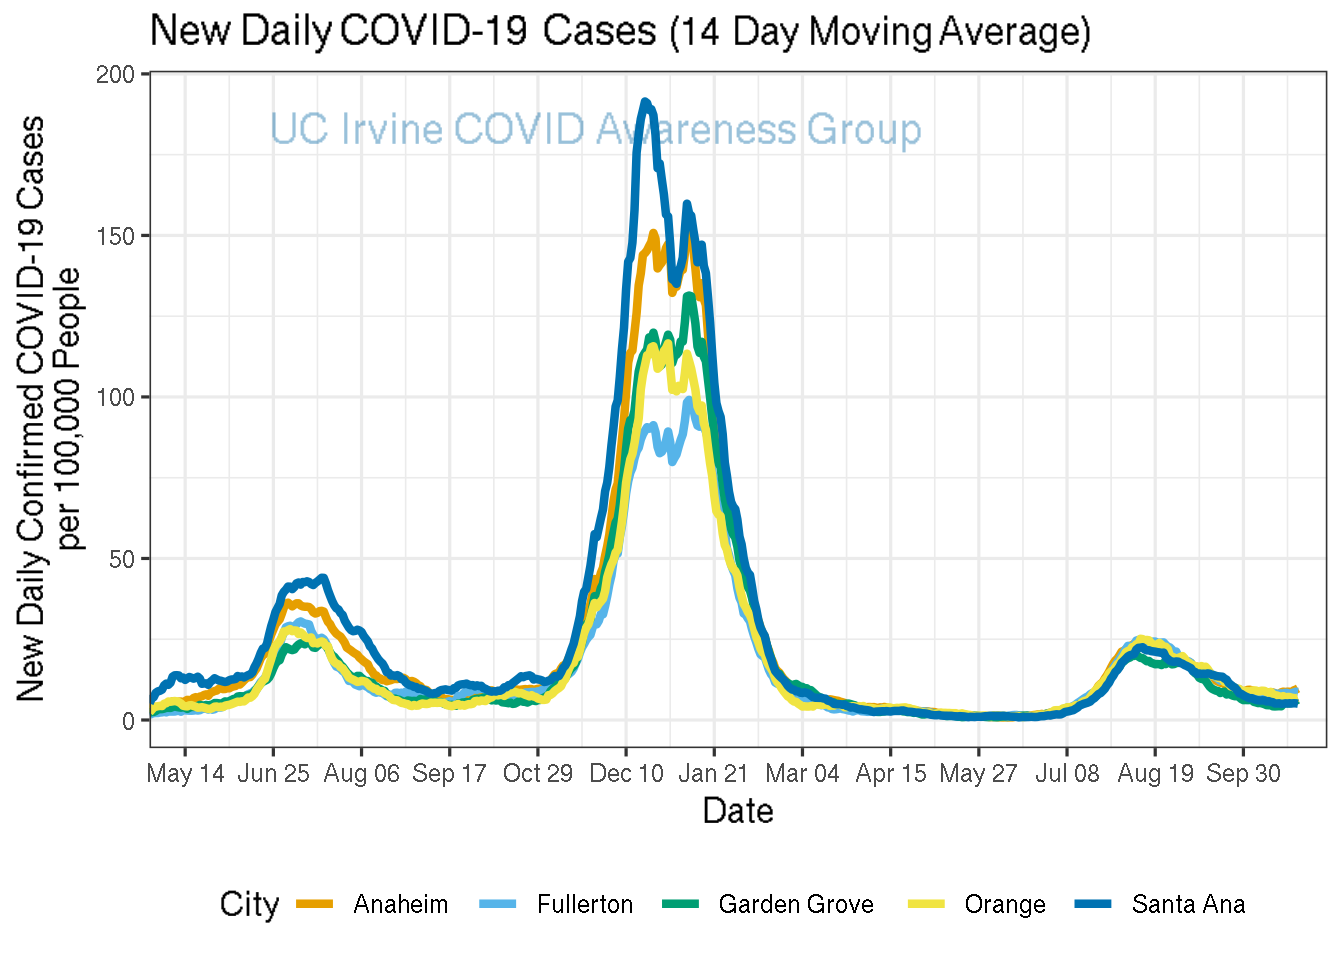 New Daily COVID-19 Cases (14 Day Moving Average)
UC Irvine COVID Awareness Group
New Daily Confirmed COVID-19 Cases
per 100,000 People
200
150
100
50
0
May 14 Jun 25 Aug 06 Sep 17 Oct 29 Dec 10 Jan 21 Mar 04 Apr 15 May 27 Jul 08 Aug 19 Sep 30
Date
City Anaheim Fullerton Garden Grove Orange Santa Ana